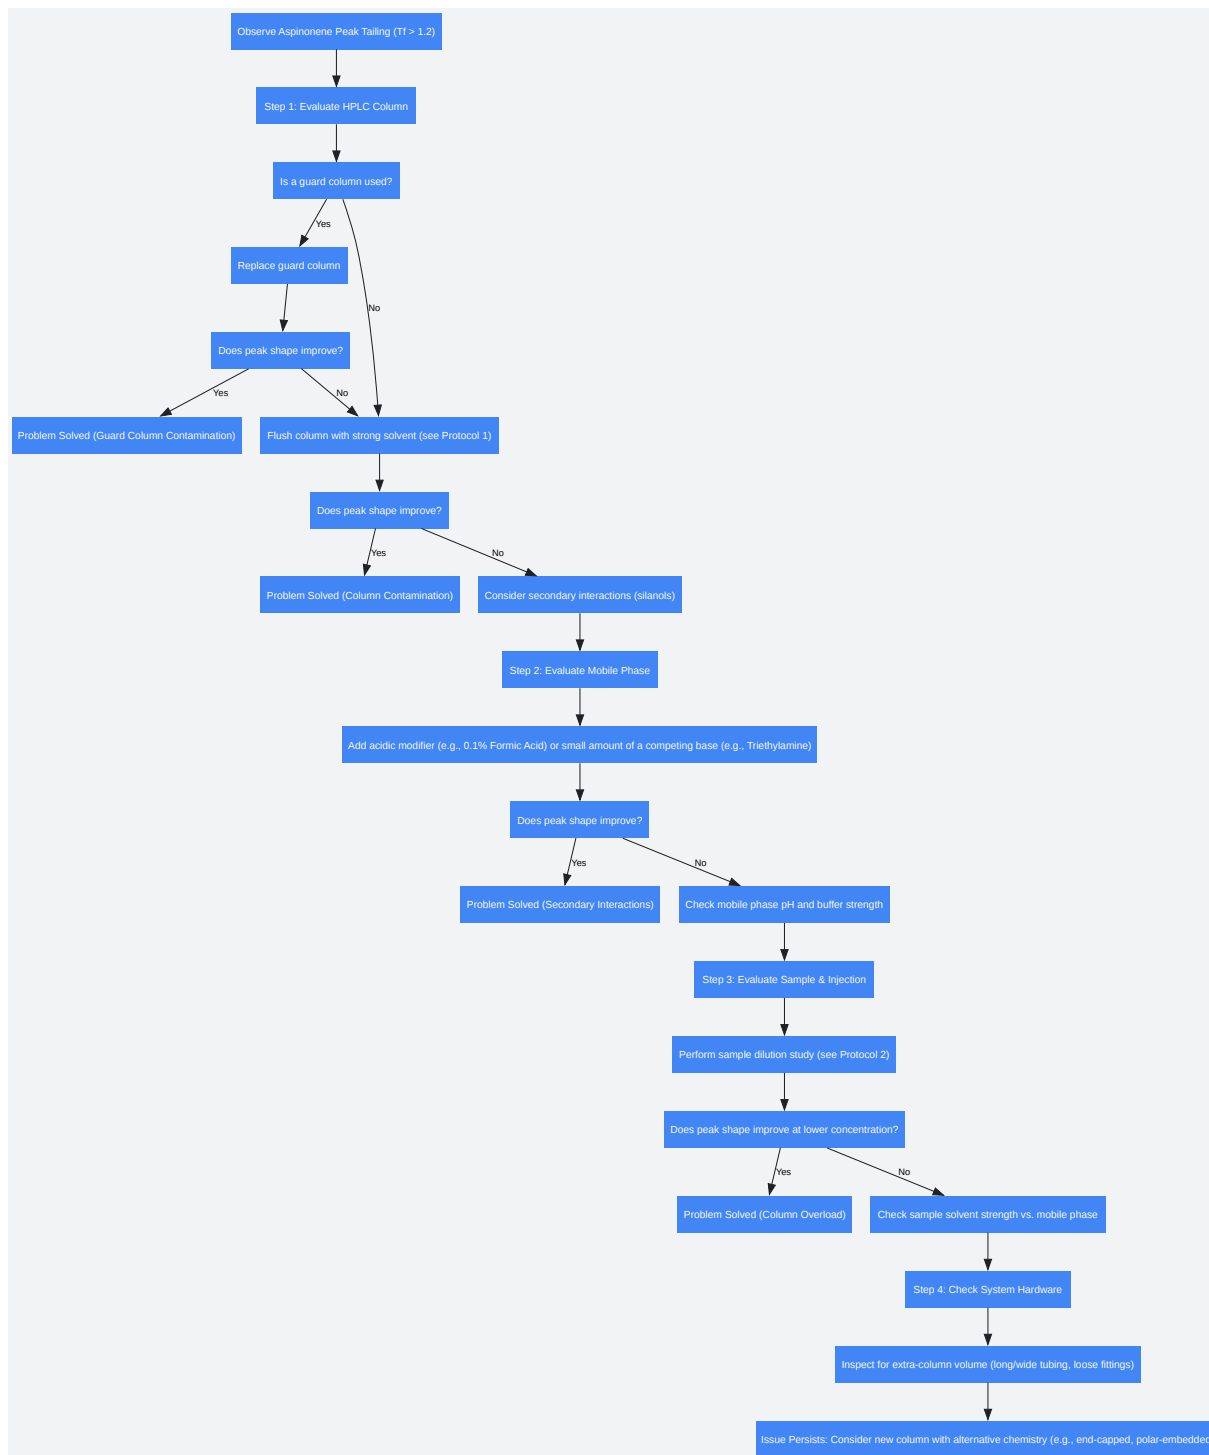 Observe Aspinonene Peak Tailing (Tf > 1.2)
Step 1: Evaluate HPLC Column
Is a guard column used?
Yes
Replace guard column
No
Does peak shape improve?
Yes
No
Problem Solved (Guard Column Contamination)
Flush column with strong solvent (see Protocol 1)
Does peak shape improve?
Yes
No
Problem Solved (Column Contamination)
Consider secondary interactions (silanols)
Step 2: Evaluate Mobile Phase
Add acidic modifier (e.g., 0.1% Formic Acid) or small amount of a competing base (e.g., Triethylamine)
Does peak shape improve?
Yes
No
Problem Solved (Secondary Interactions)
Check mobile phase pH and buffer strength
Step 3: Evaluate Sample & Injection
Perform sample dilution study (see Protocol 2)
Does peak shape improve at lower concentration?
Yes
No
Problem Solved (Column Overload)
Check sample solvent strength vs. mobile phase
Step 4: Check System Hardware
Inspect for extra-column volume (long/wide tubing, loose fittings)
Issue Persists: Consider new column with alternative chemistry (e.g., end-capped, polar-embedded